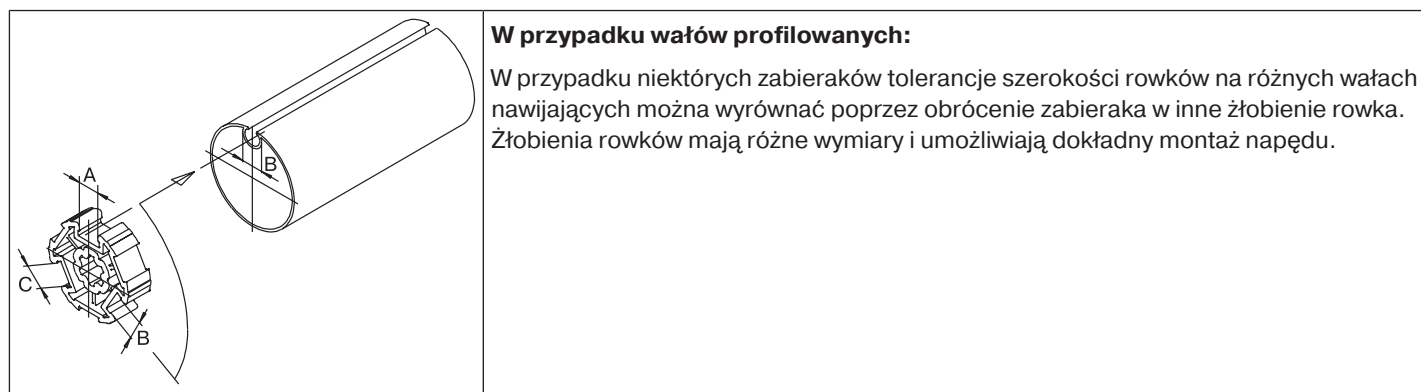 A
B
C
B
W przypadku wałów profilowanych:
W przypadku niektórych zabieraków tolerancje szerokości rowków na różnych wałach
nawijających można wyrównać poprzez obrócenie zabieraka w inne żłobienie rowka.
Żłobienia rowków mają różne wymiary i umożliwiają dokładny montaż napędu.